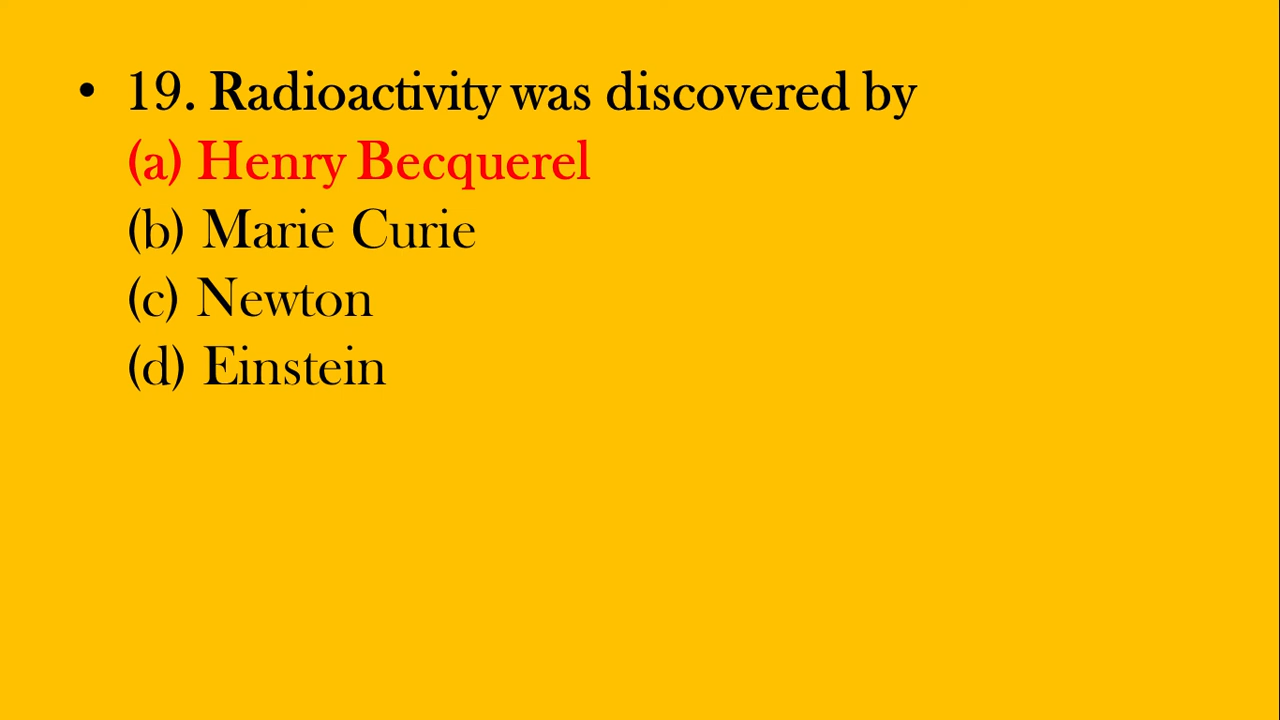 • 19. Radioactivity was discovered by
(a) Henry Becquerel
(b) Marie Curie
(c) Newton
(d) Einstein